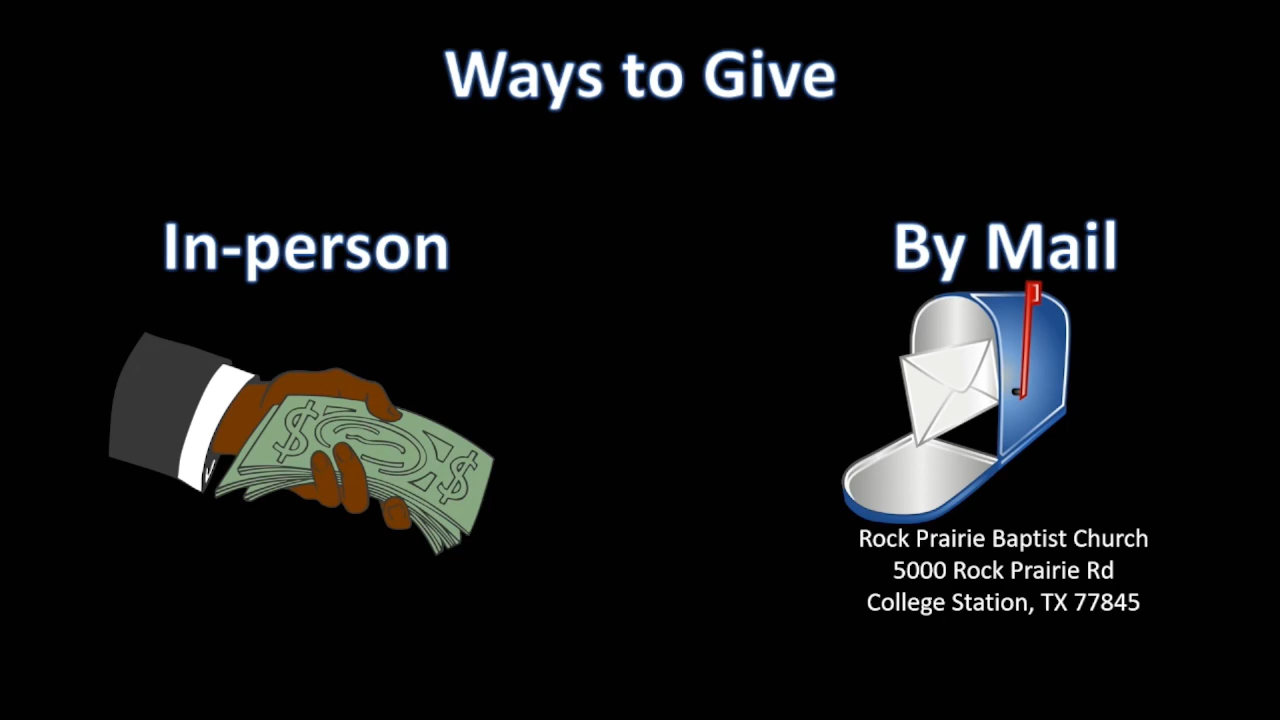 Ways to Give
In-person
By Mail
Rock Prairie Baptist Church
5000 Rock Prairie Rd
College Station, TX 77845